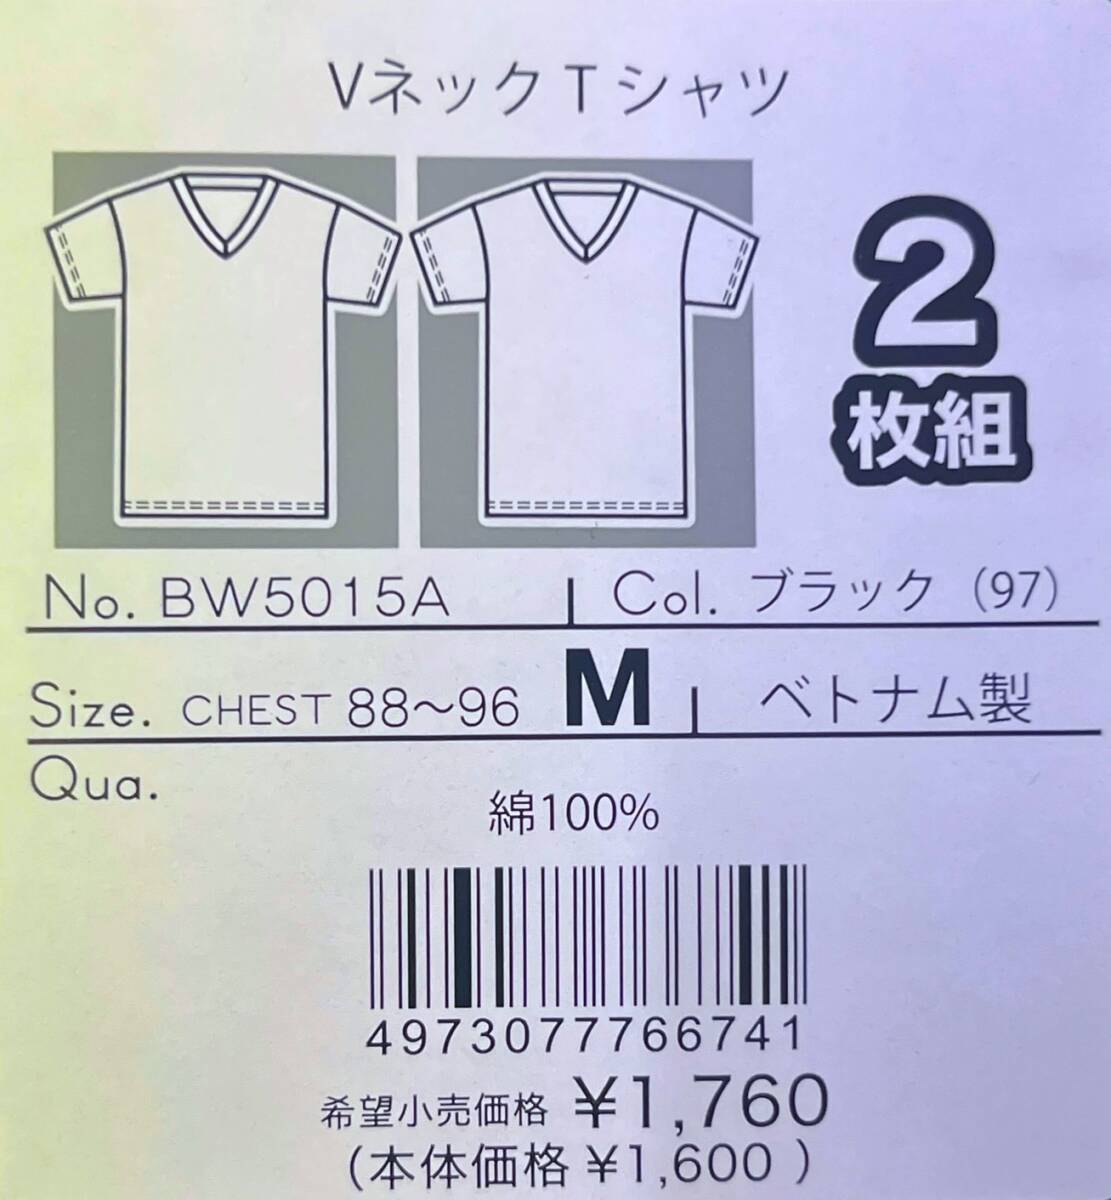 VネックTシャツ
2
枚組
No. BW5015A | Col. ブラック (97)
Size. CHEST 88~96 M | ベトナム製
Qua.
綿100%
4973077766741
希望小売価格 ¥1,760
(本体価格 ¥1,600 )